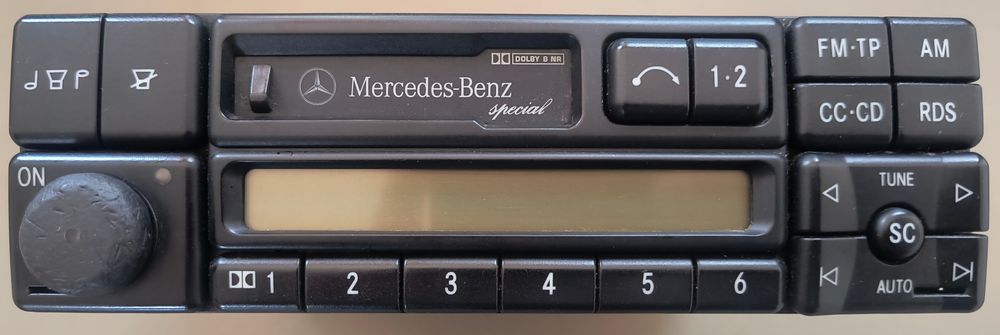 DOLBY B NR
Mercedes-Benz
special
1·2
FM·TP
AM
CC·CD
RDS
ON
TUNE
SC
AUTO
1 2 3 4 5 6